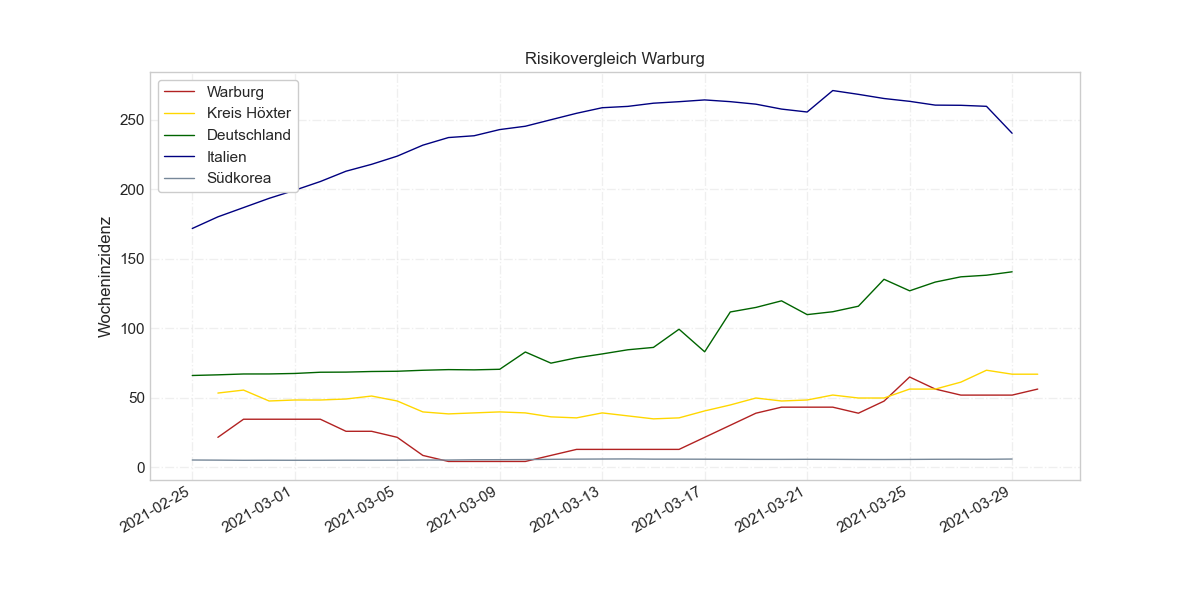 Risikovergleich Warburg
Warburg
Kreis Höxter
Deutschland
Italien
Südkorea
Wocheninzidenz
250
200
150
100
50
0
2021-02-25
2021-03-01
2021-03-05
2021-03-09
2021-03-13
2021-03-17
2021-03-21
2021-03-25
2021-03-29